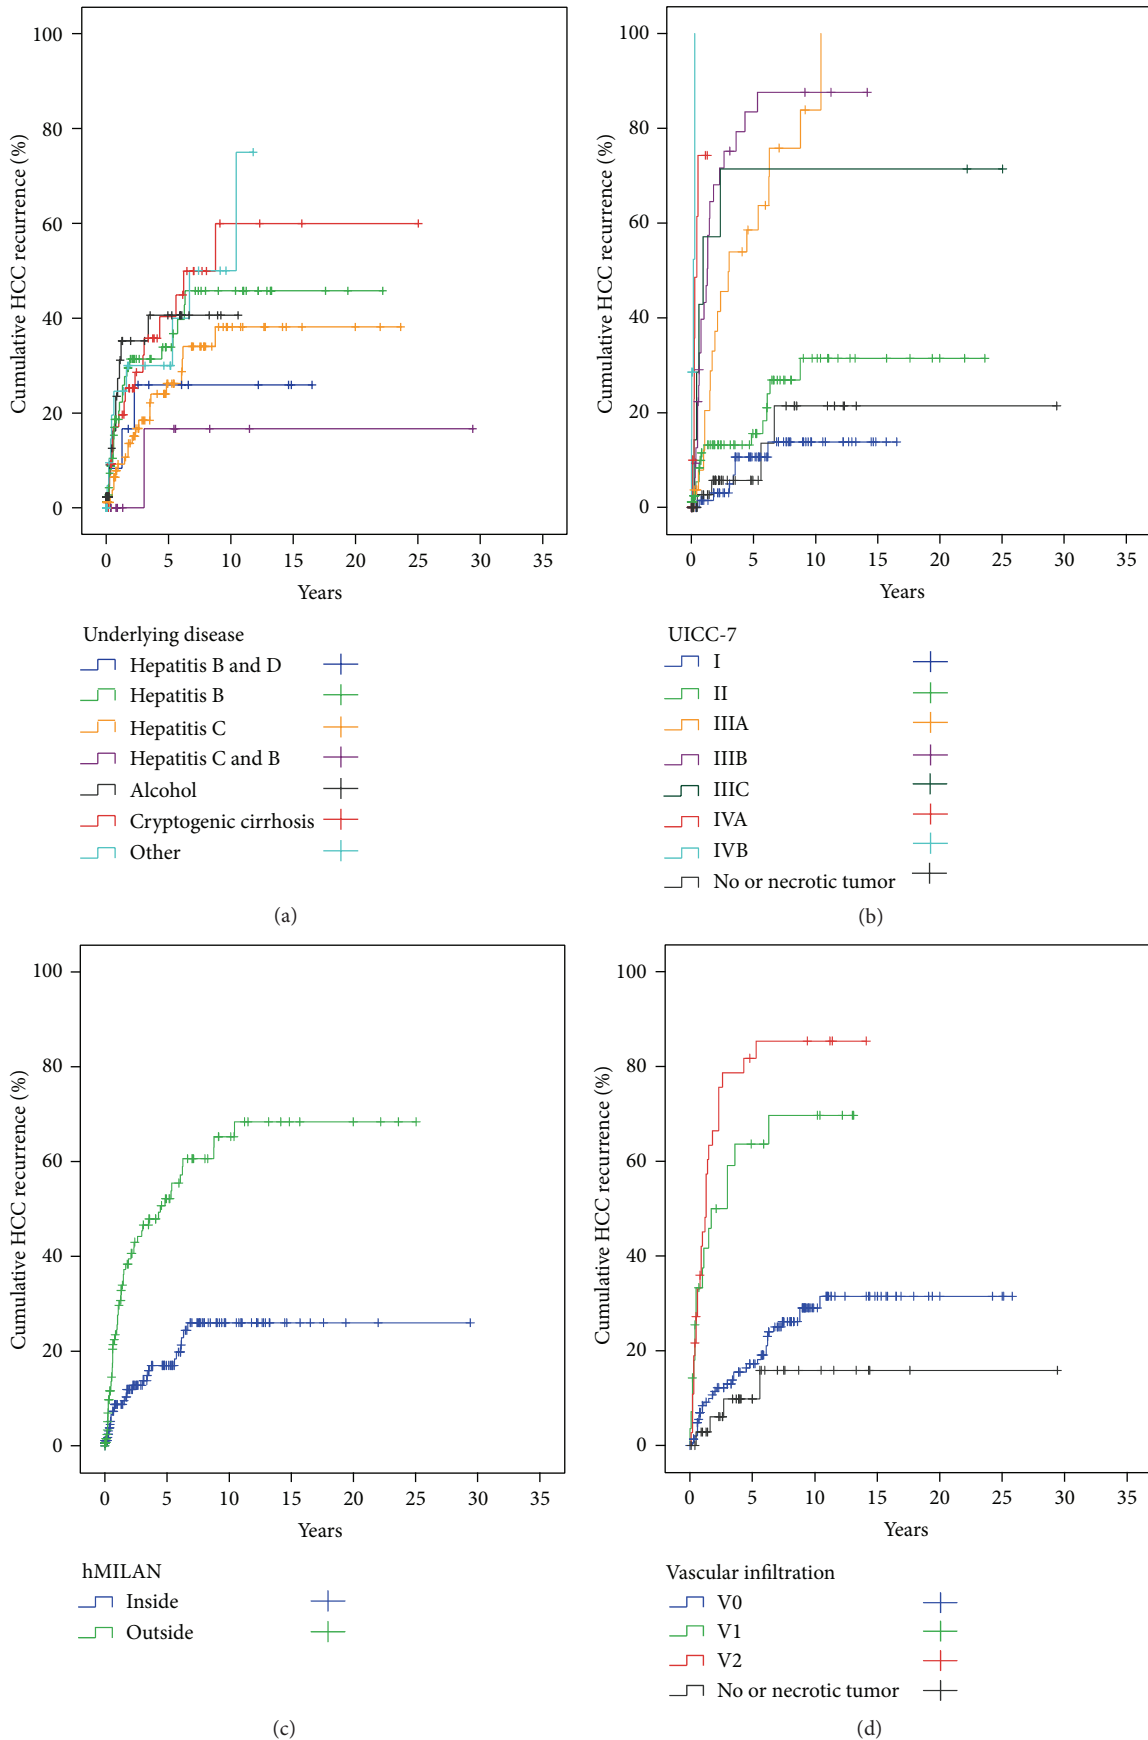 Cumulative HCC recurrence (%)
100
80
60
40
20
0
0 5 10 15 20 25 30 35
Years
Underlying disease
Hepatitis B and D
Hepatitis B
Hepatitis C
Hepatitis C and B
Alcohol
Cryptogenic cirrhosis
Other
(a)
Cumulative HCC recurrence (%)
100
80
60
40
20
0
0 5 10 15 20 25 30 35
Years
UICC-7
I
II
IIIA
IIIB
IIIC
IVA
IVB
No or necrotic tumor
(b)
Cumulative HCC recurrence (%)
100
80
60
40
20
0
0 5 10 15 20 25 30 35
Years
hMILAN
Inside
Outside
(c)
Cumulative HCC recurrence (%)
100
80
60
40
20
0
0 5 10 15 20 25 30 35
Years
Vascular infiltration
V0
V1
V2
No or necrotic tumor
(d)